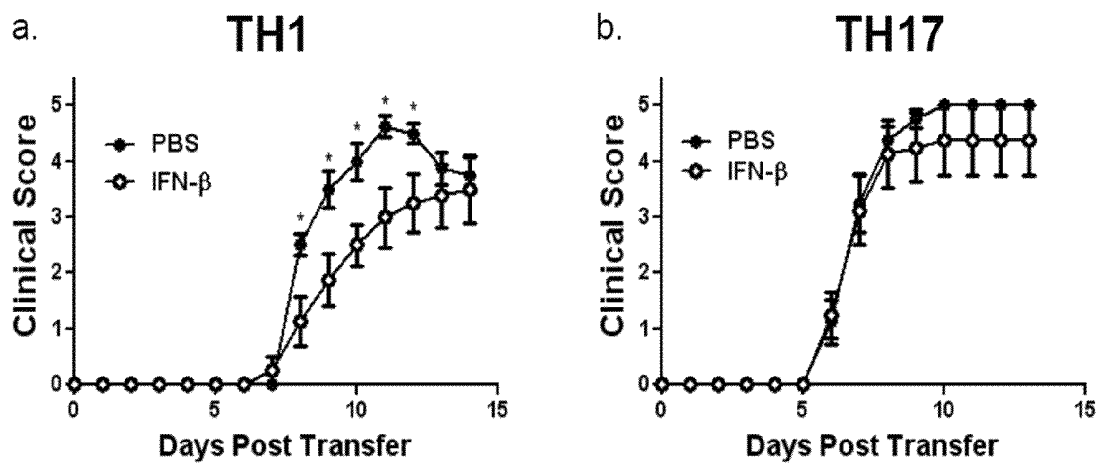 a.
TH1
Clinical Score
5
4
3
2
1
0
PBS
IFN-β
* * * * *
0 5 10 15
Days Post Transfer
b.
TH17
Clinical Score
5
4
3
2
1
0
PBS
IFN-β
0 5 10 15
Days Post Transfer